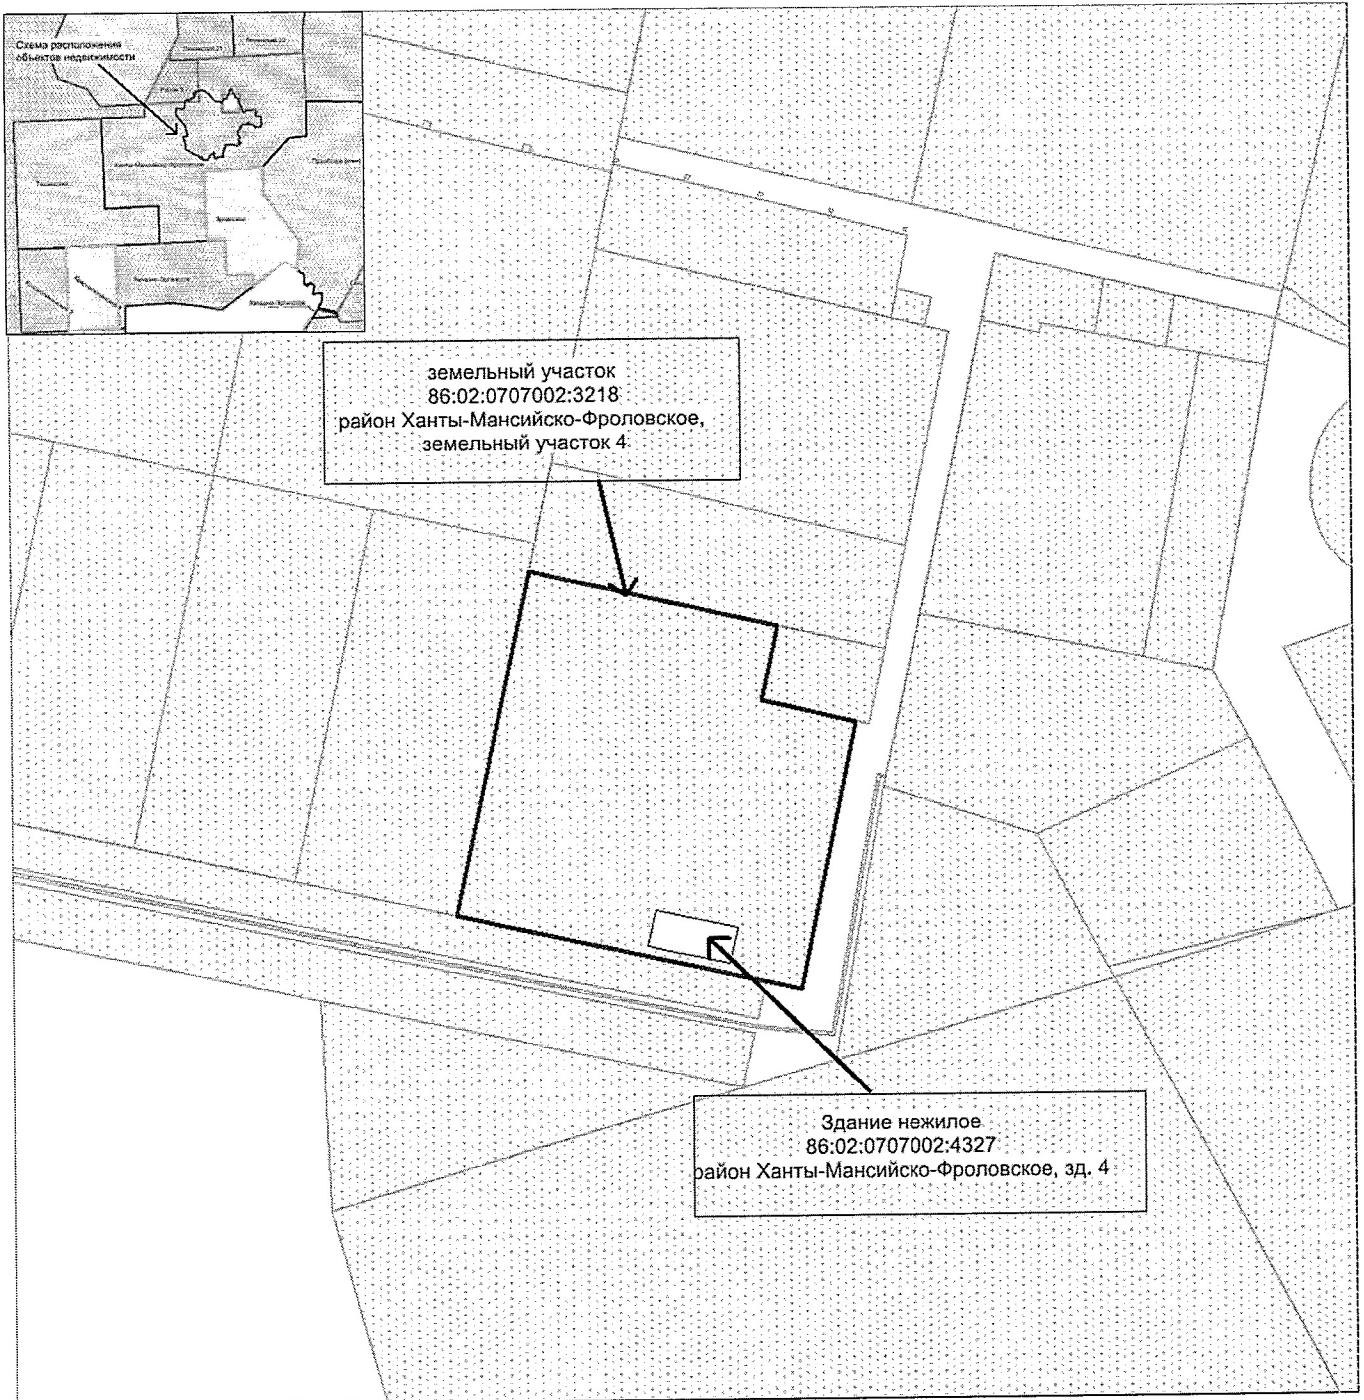 Схема расположения
объектов недвижимости
земельный участок
86:02:0707002:3218
район Ханты-Мансийско-Фроловское,
земельный участок 4
Здание нежилое
86:02:0707002:4327
район Ханты-Мансийско-Фроловское, зд. 4